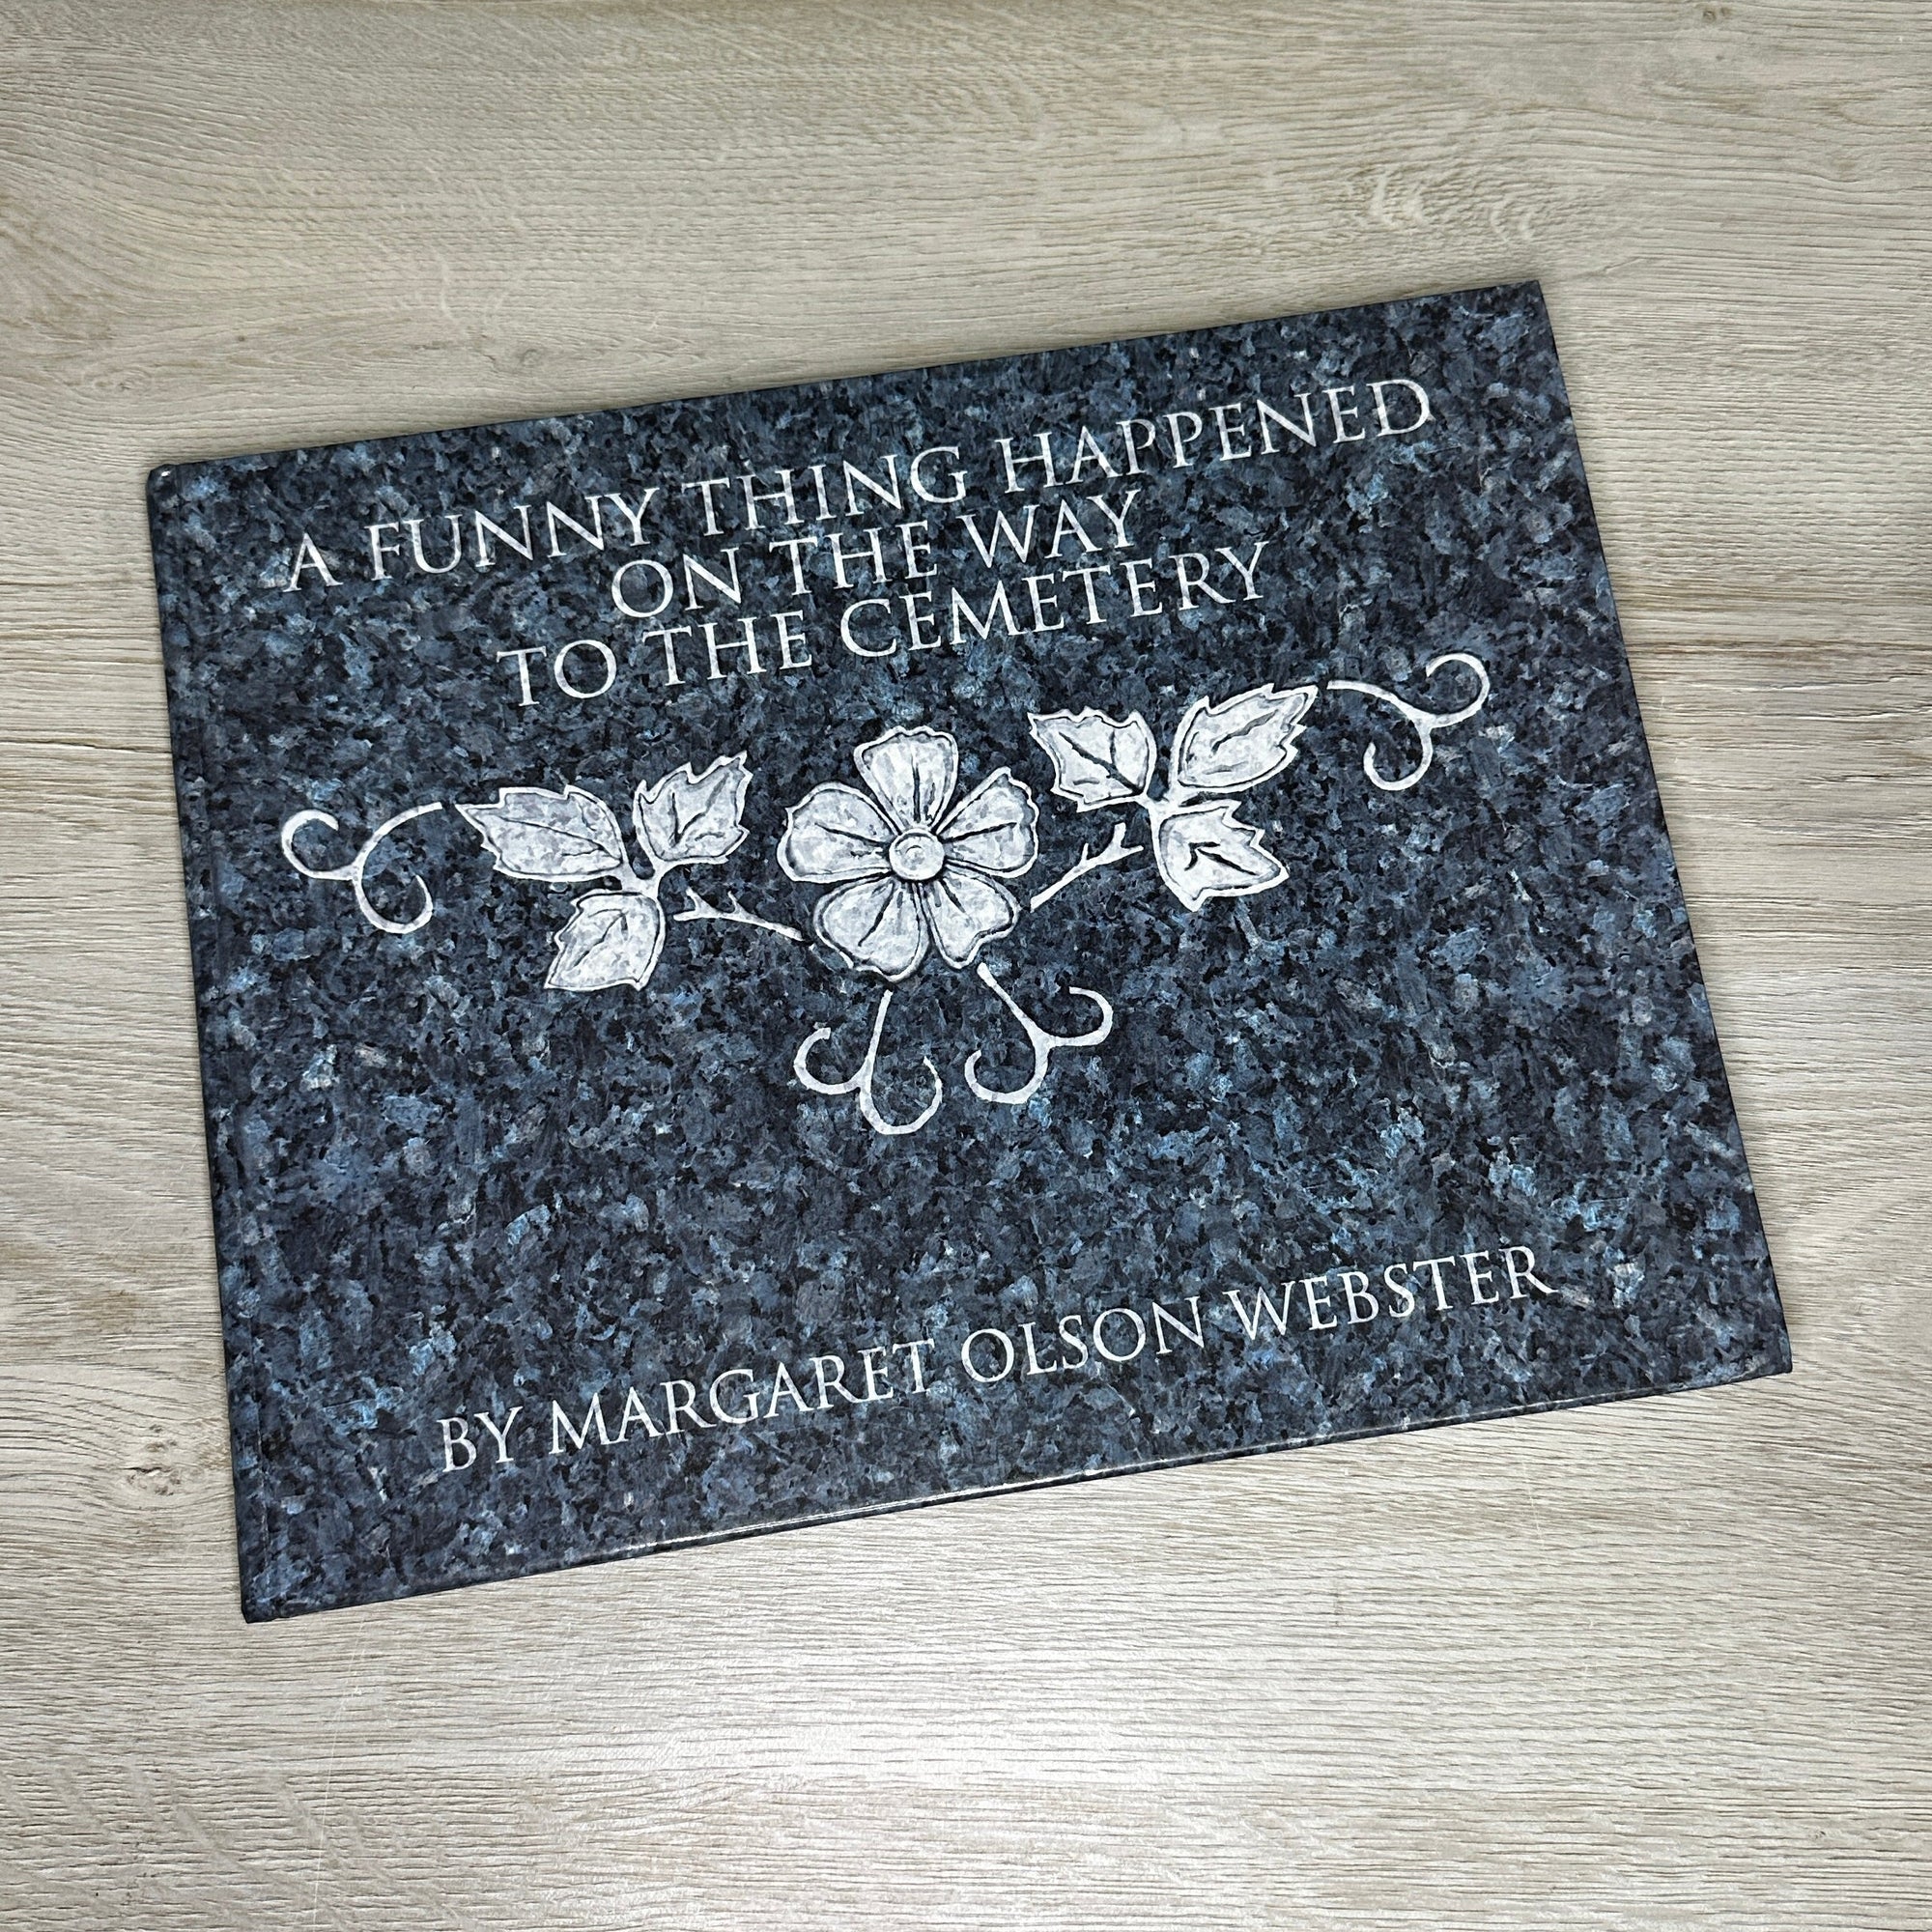 A FUNNY THING HAPPENED
ON THE WAY
TO THE CEMETERY
BY MARGARET OLSON WEBSTER